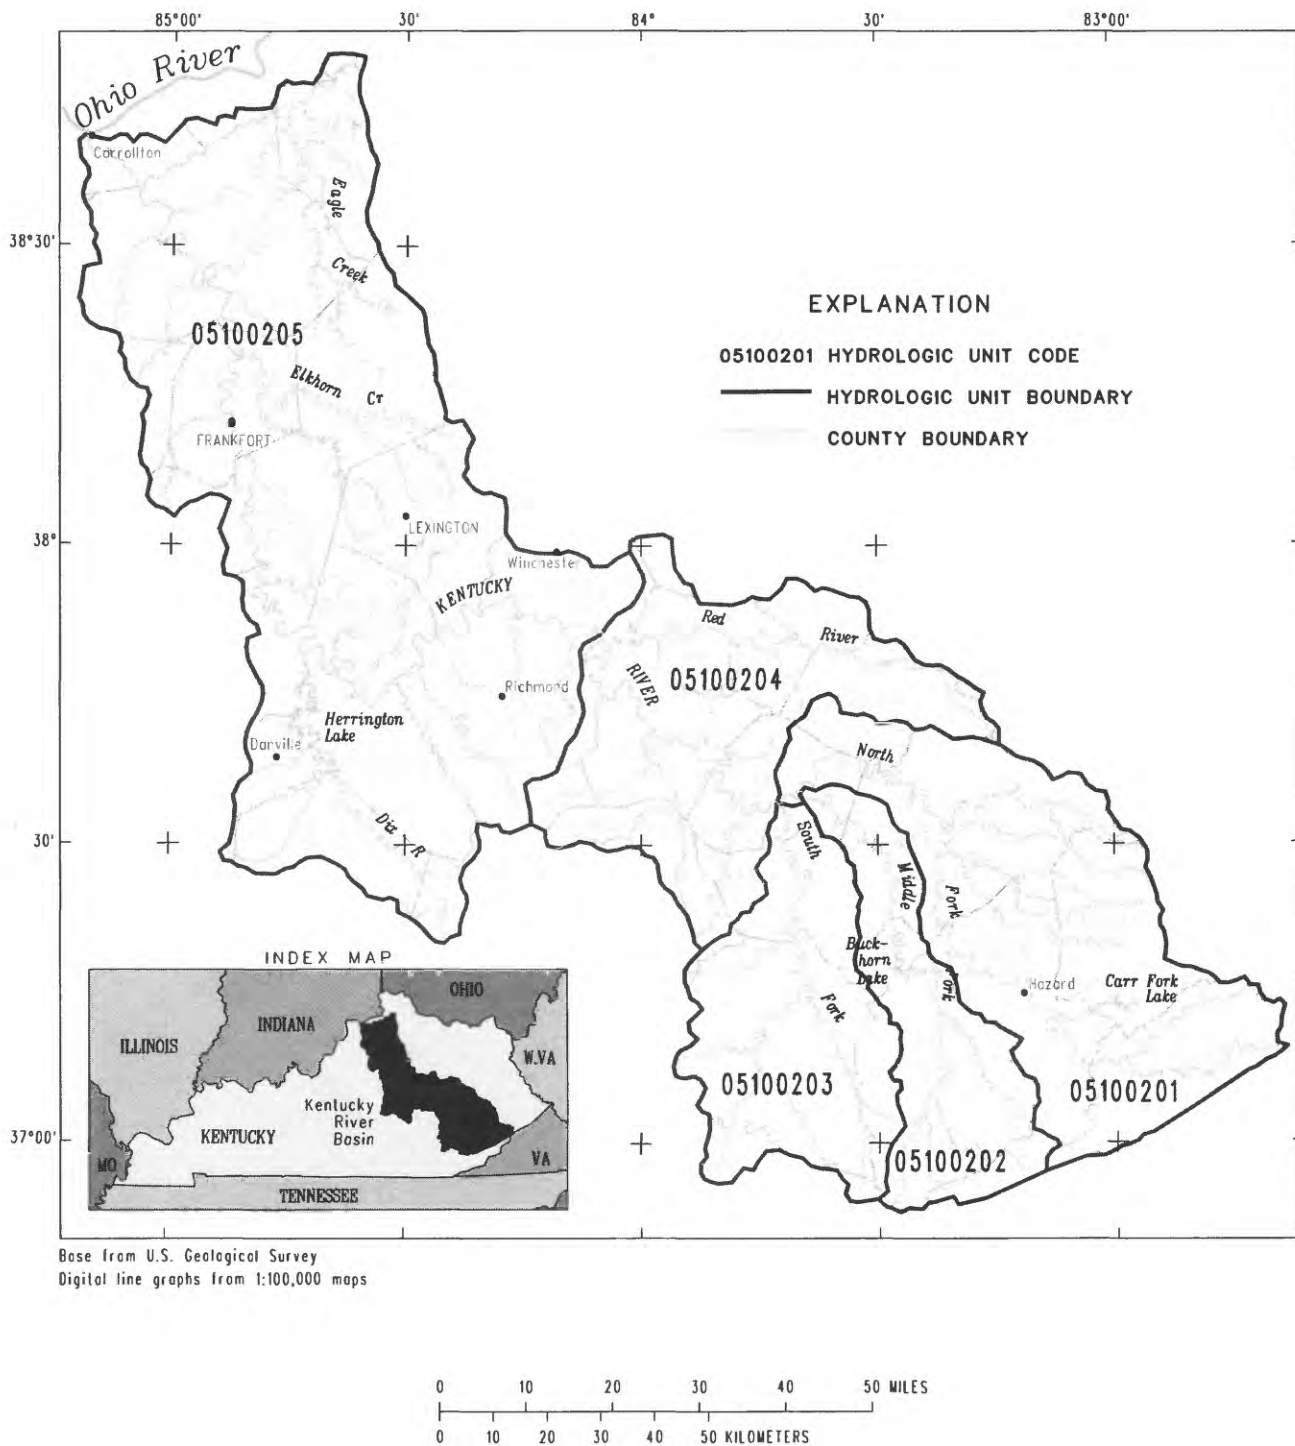 85°00' 30' 84° 30' 83°00'
Ohio River
Carrollton
Eagle
38°30'
Creek
EXPLANATION
05100205
05100201 HYDROLOGIC UNIT CODE
Elkhorn Cr
HYDROLOGIC UNIT BOUNDARY
FRANKFORT
COUNTY BOUNDARY
LEXINGTON
38°
Winchester
KENTUCKY
Red River
RIVER
05100204
Richmond
Herrington
Lake
Danville
North
Dix R
30'
South
Middle
Fork
Buck-
horn
Lake
Fork
Hazard
Carr Fork
Lake
Fork
05100203
05100201
37°00'
05100202
INDEX MAP
OHIO
INDIANA
ILLINOIS
W.VA
Kentucky
River
Basin
KENTUCKY
MO
VA
TENNESSEE
Base from U.S. Geological Survey
Digital line graphs from 1:100,000 maps
0 10 20 30 40 50 MILES
0 10 20 30 40 50 KILOMETERS